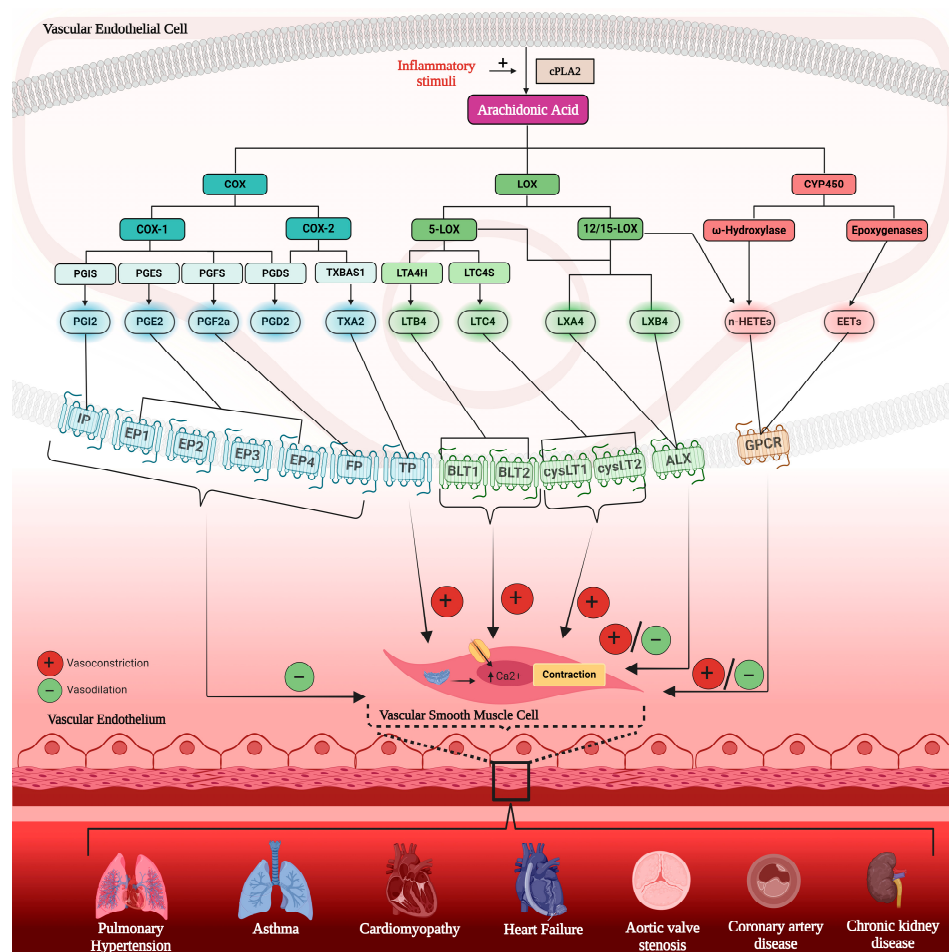 Vascular Endothelial Cell
Inflammatory
stimuli
+
cPLA2
Arachidonic Acid
COX
LOX
CYP450
COX-1
COX-2
5-LOX
12/15-LOX
ω-Hydroxylase
Epoxygenases
PGIS
PGES
PGFS
PGDS
TXBAS1
LTA4H
LTC4S
PGI2
PGE2
PGF2a
PGD2
TXA2
LTB4
LTC4
LXA4
LXB4
n-HETEs
EETs
IP
EP1
EP2
EP3
EP4
FP
TP
BLT1
BLT2
cysLT1
cysLT2
ALX
GPCR
+
+
+
+/−
+/−
−
+ Vasoconstriction
− Vasodilation
Ca2+
Contraction
Vascular Endothelium
Vascular Smooth Muscle Cell
Pulmonary
Hypertension
Asthma
Cardiomyopathy
Heart Failure
Aortic valve
stenosis
Coronary artery
disease
Chronic kidney
disease